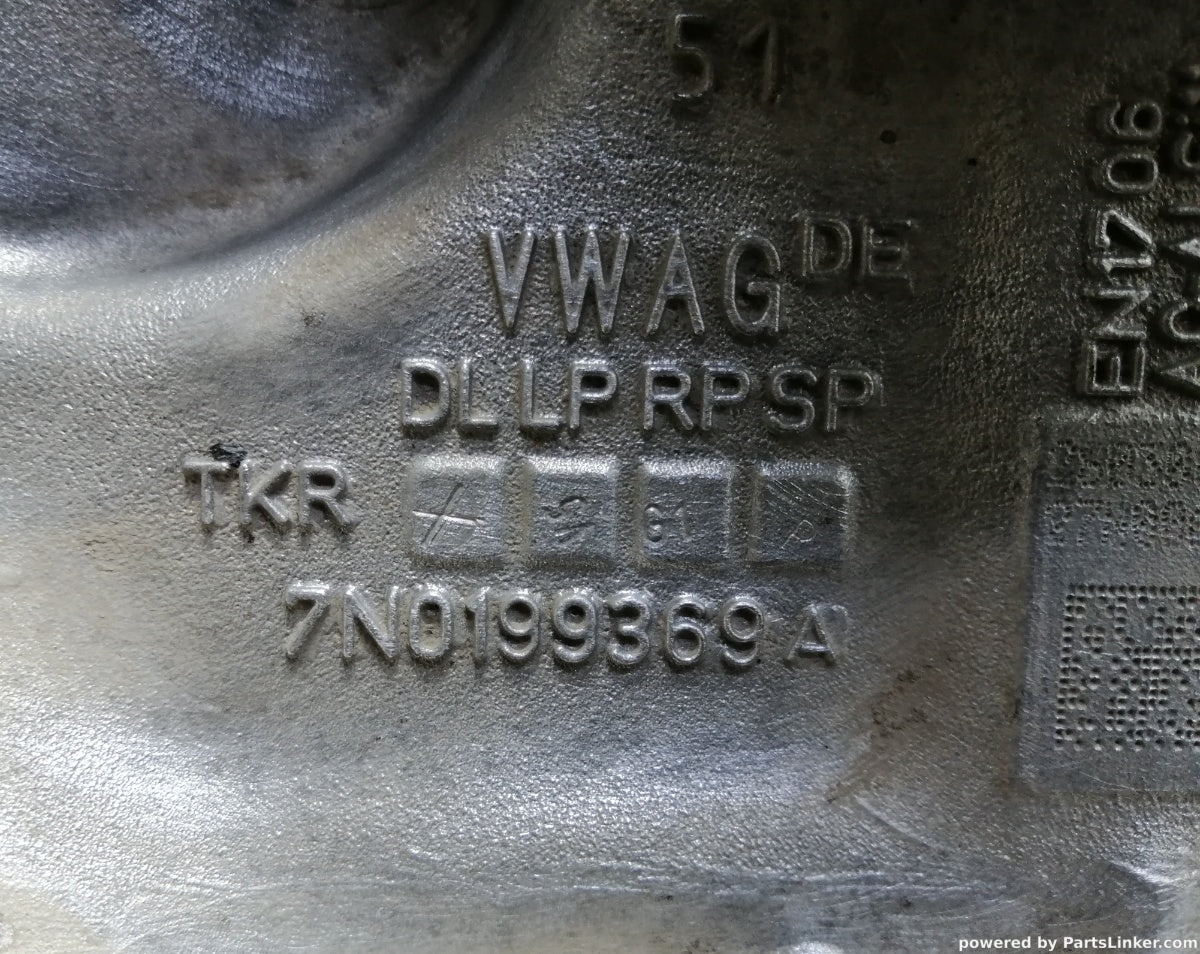 51
VWAG DE
DL LP RP SP
TKR
7N0199369 A
EN1706
powered by PartsLinker.com